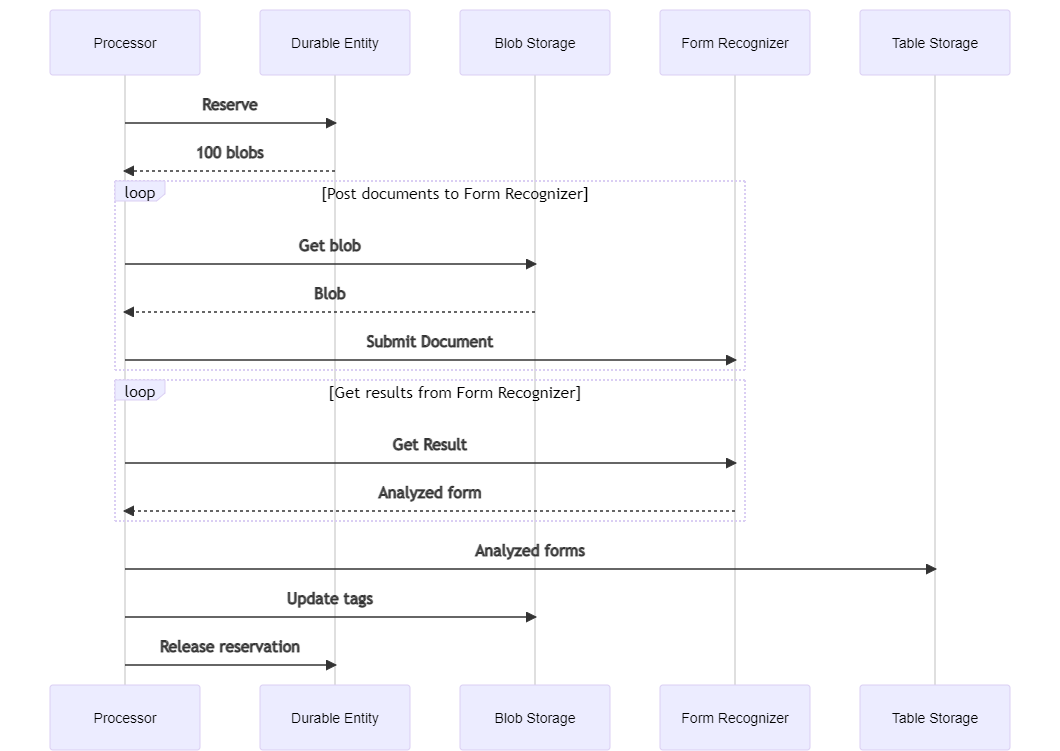 Processor Durable Entity Blob Storage Form Recognizer Table Storage
Reserve
100 blobs
loop [Post documents to Form Recognizer]
Get blob
Blob
Submit Document
loop [Get results from Form Recognizer]
Get Result
Analyzed form
Analyzed forms
Update tags
Release reservation
Processor Durable Entity Blob Storage Form Recognizer Table Storage